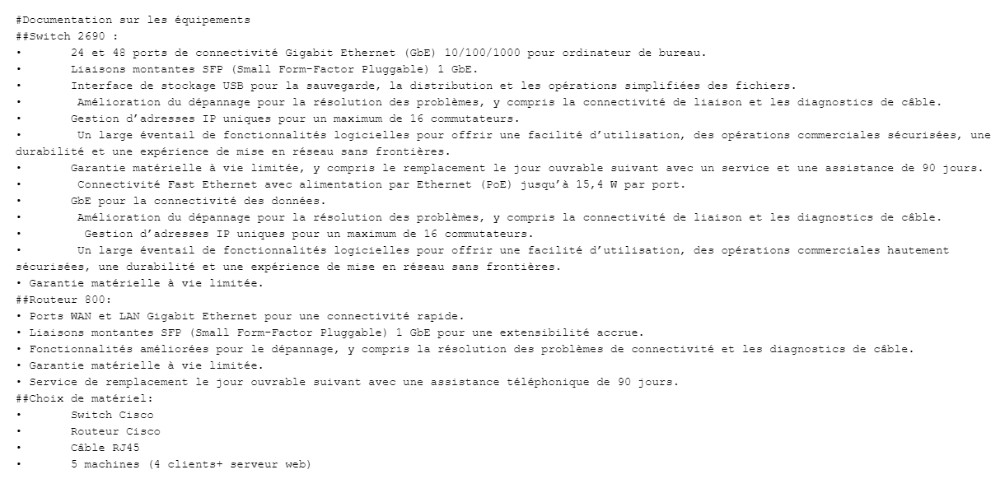 #Documentation sur les équipements
##Switch 2690 :
• 24 et 48 ports de connectivité Gigabit Ethernet (GbE) 10/100/1000 pour ordinateur de bureau.
• Liaisons montantes SFP (Small Form-Factor Pluggable) 1 GbE.
• Interface de stockage USB pour la sauvegarde, la distribution et les opérations simplifiées des fichiers.
• Amélioration du dépannage pour la résolution des problèmes, y compris la connectivité de liaison et les diagnostics de câble.
• Gestion d’adresses IP uniques pour un maximum de 16 commutateurs.
• Un large éventail de fonctionnalités logicielles pour offrir une facilité d’utilisation, des opérations commerciales sécurisées, une
durabilité et une expérience de mise en réseau sans frontières.
• Garantie matérielle à vie limitée, y compris le remplacement le jour ouvrable suivant avec un service et une assistance de 90 jours.
• Connectivité Fast Ethernet avec alimentation par Ethernet (PoE) jusqu’à 15,4 W par port.
• GbE pour la connectivité des données.
• Amélioration du dépannage pour la résolution des problèmes, y compris la connectivité de liaison et les diagnostics de câble.
• Gestion d’adresses IP uniques pour un maximum de 16 commutateurs.
• Un large éventail de fonctionnalités logicielles pour offrir une facilité d’utilisation, des opérations commerciales hautement
sécurisées, une durabilité et une expérience de mise en réseau sans frontières.
• Garantie matérielle à vie limitée.
##Routeur 800:
• Ports WAN et LAN Gigabit Ethernet pour une connectivité rapide.
• Liaisons montantes SFP (Small Form-Factor Pluggable) 1 GbE pour une extensibilité accrue.
• Fonctionnalités améliorées pour le dépannage, y compris la résolution des problèmes de connectivité et les diagnostics de câble.
• Garantie matérielle à vie limitée.
• Service de remplacement le jour ouvrable suivant avec une assistance téléphonique de 90 jours.
##Choix de matériel:
• Switch Cisco
• Routeur Cisco
• Câble RJ45
• 5 machines (4 clients+ serveur web)